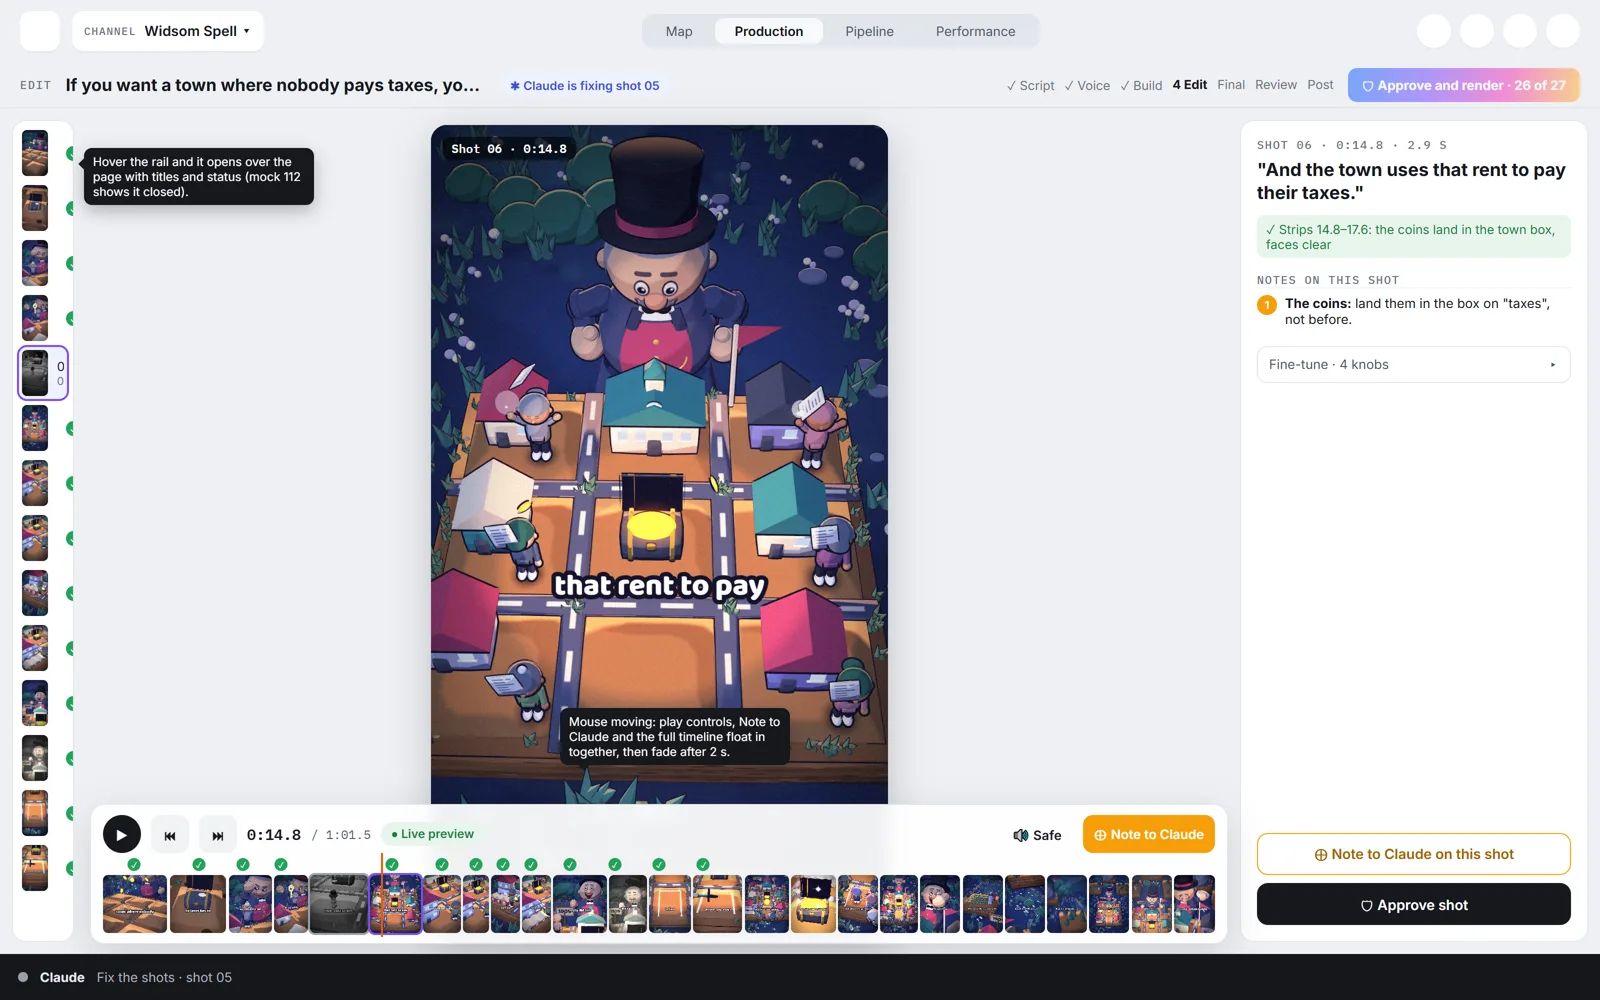 CHANNEL Widsom Spell ▾
Map Production Pipeline Performance
EDIT If you want a town where nobody pays taxes, yo... ✱ Claude is fixing shot 05
✓ Script ✓ Voice ✓ Build 4 Edit Final Review Post Approve and render · 26 of 27
Hover the rail and it opens over the
page with titles and status (mock 112
shows it closed).
0
0
Shot 06 · 0:14.8
that rent to pay
Mouse moving: play controls, Note to
Claude and the full timeline float in
together, then fade after 2 s.
0:14.8 / 1:01.5 • Live preview
Safe
Note to Claude
SHOT 06 · 0:14.8 · 2.9 S
"And the town uses that rent to pay
their taxes."
✓ Strips 14.8–17.6: the coins land in the town box,
faces clear
NOTES ON THIS SHOT
1 The coins: land them in the box on "taxes",
not before.
Fine-tune · 4 knobs ▸
Note to Claude on this shot
Approve shot
Claude Fix the shots · shot 05